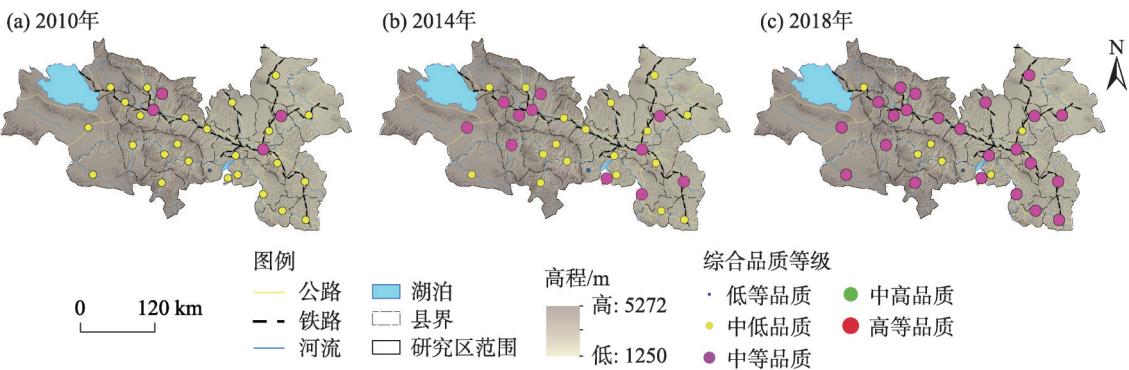 (a) 2010年
(b) 2014年
(c) 2018年
N
图例
公路
铁路
河流
湖泊
县界
研究区范围
0 120 km
高程/m
高: 5272
低: 1250
综合品质等级
低等品质
中低品质
中等品质
中高品质
高等品质